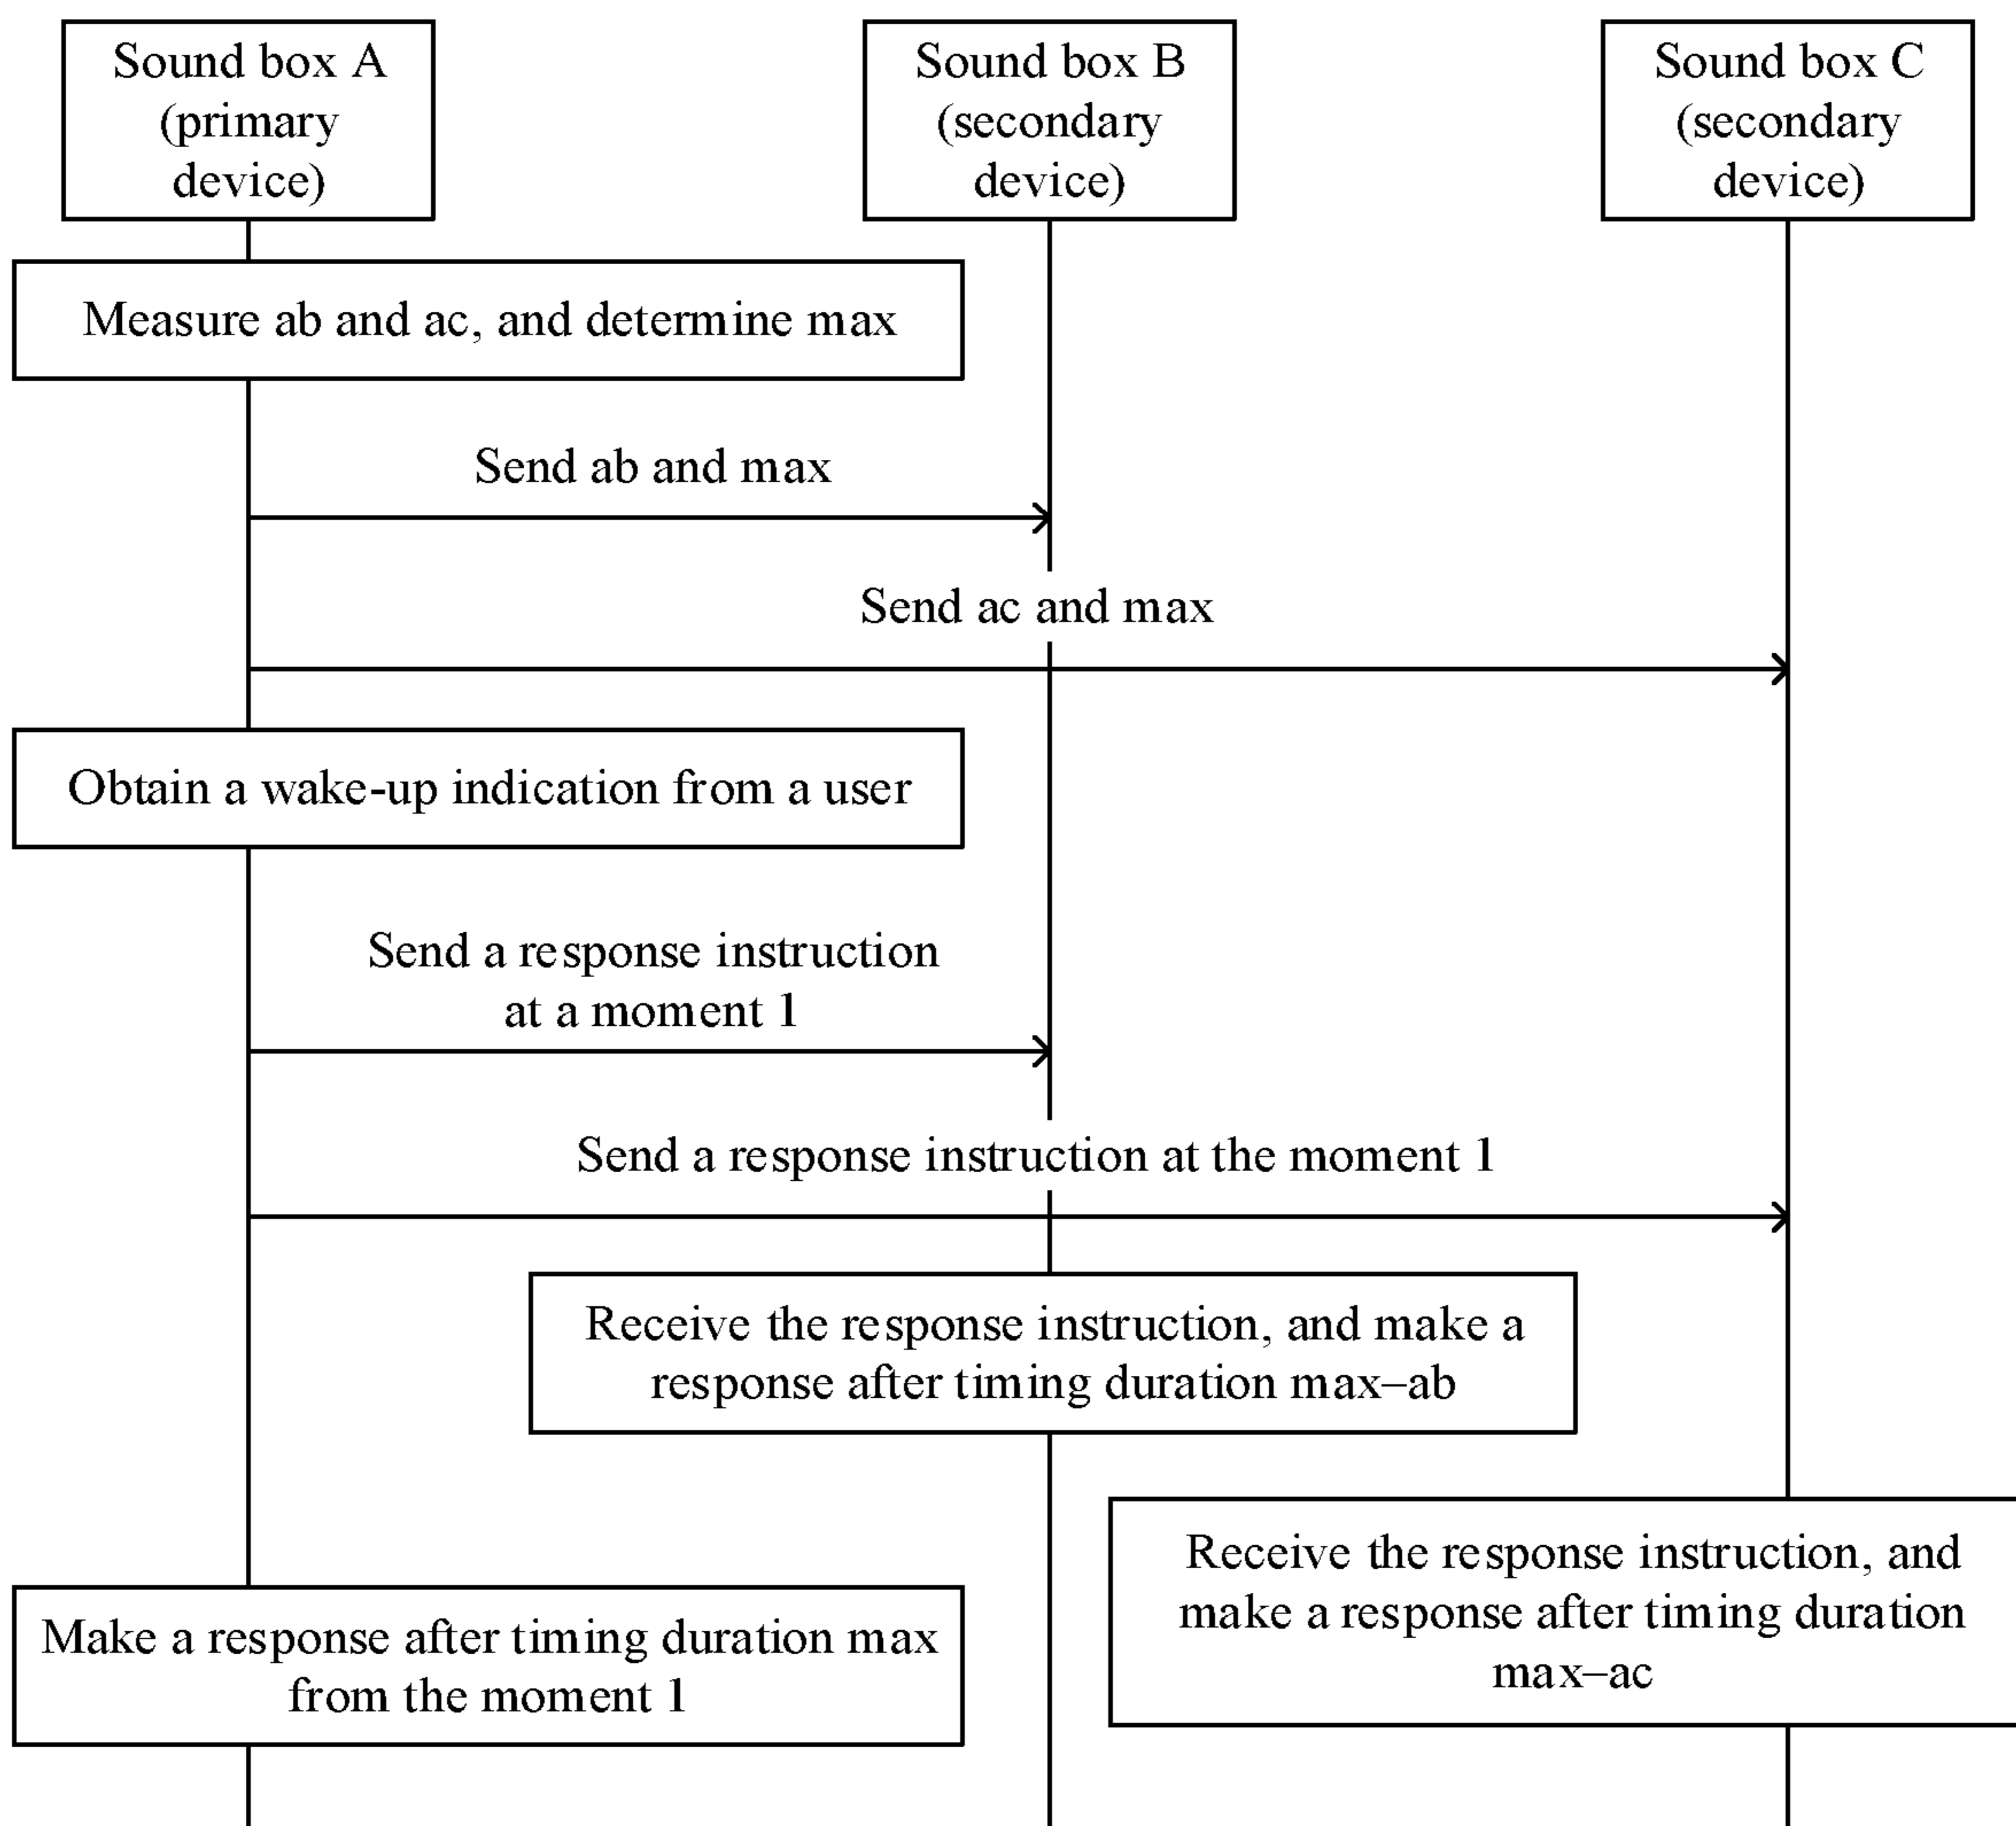 Sound box A
(primary
device)
Sound box B
(secondary
device)
Sound box C
(secondary
device)
Measure ab and ac, and determine max
Send ab and max
Send ac and max
Obtain a wake-up indication from a user
Send a response instruction
at a moment 1
Send a response instruction at the moment 1
Receive the response instruction, and make a
response after timing duration max–ab
Receive the response instruction, and
make a response after timing duration
max–ac
Make a response after timing duration max
from the moment 1